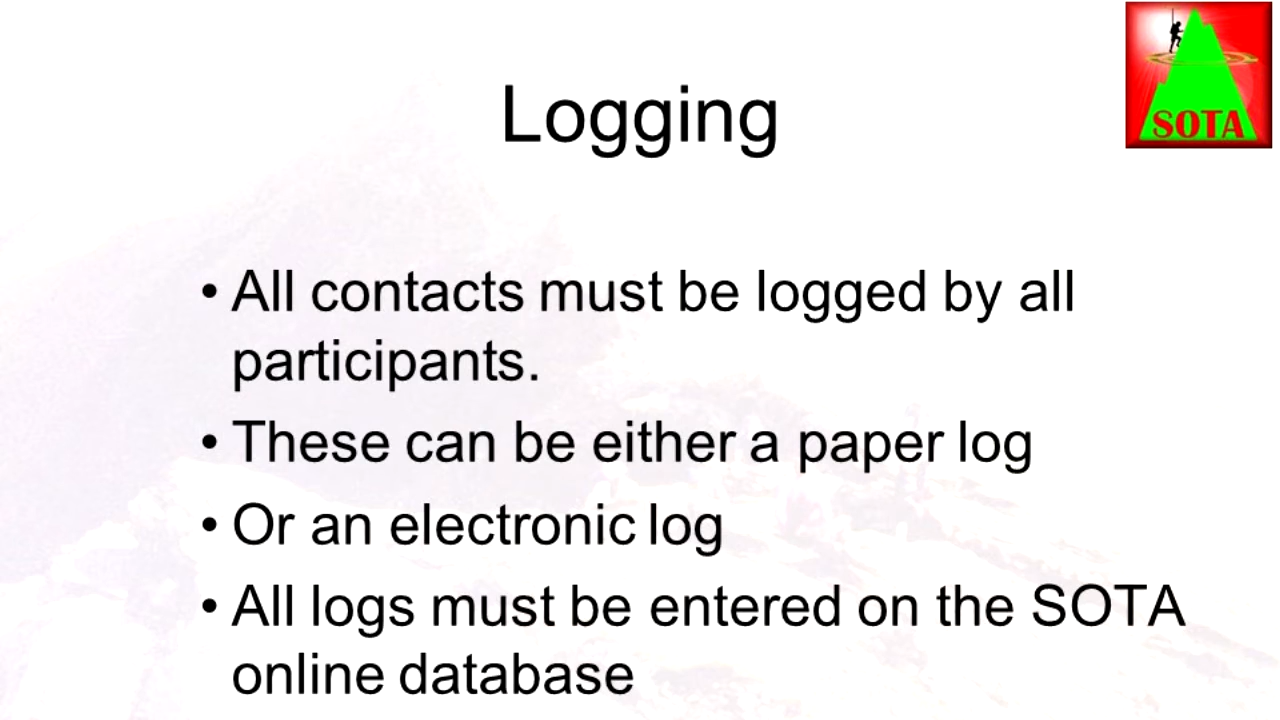 SOTA
Logging
• All contacts must be logged by all
participants.
• These can be either a paper log
• Or an electronic log
• All logs must be entered on the SOTA
online database